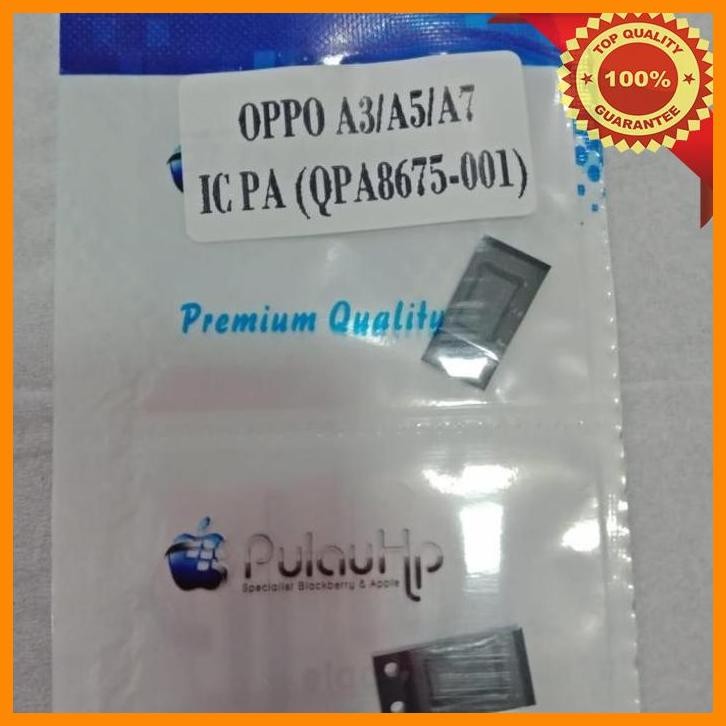 TOP QUALITY
100%
GUARANTEE
OPPO A3/A5/A7
IC PA (QPA8675-001)
Premium Quality
PulauHp
Specialist Blackberry & Apple